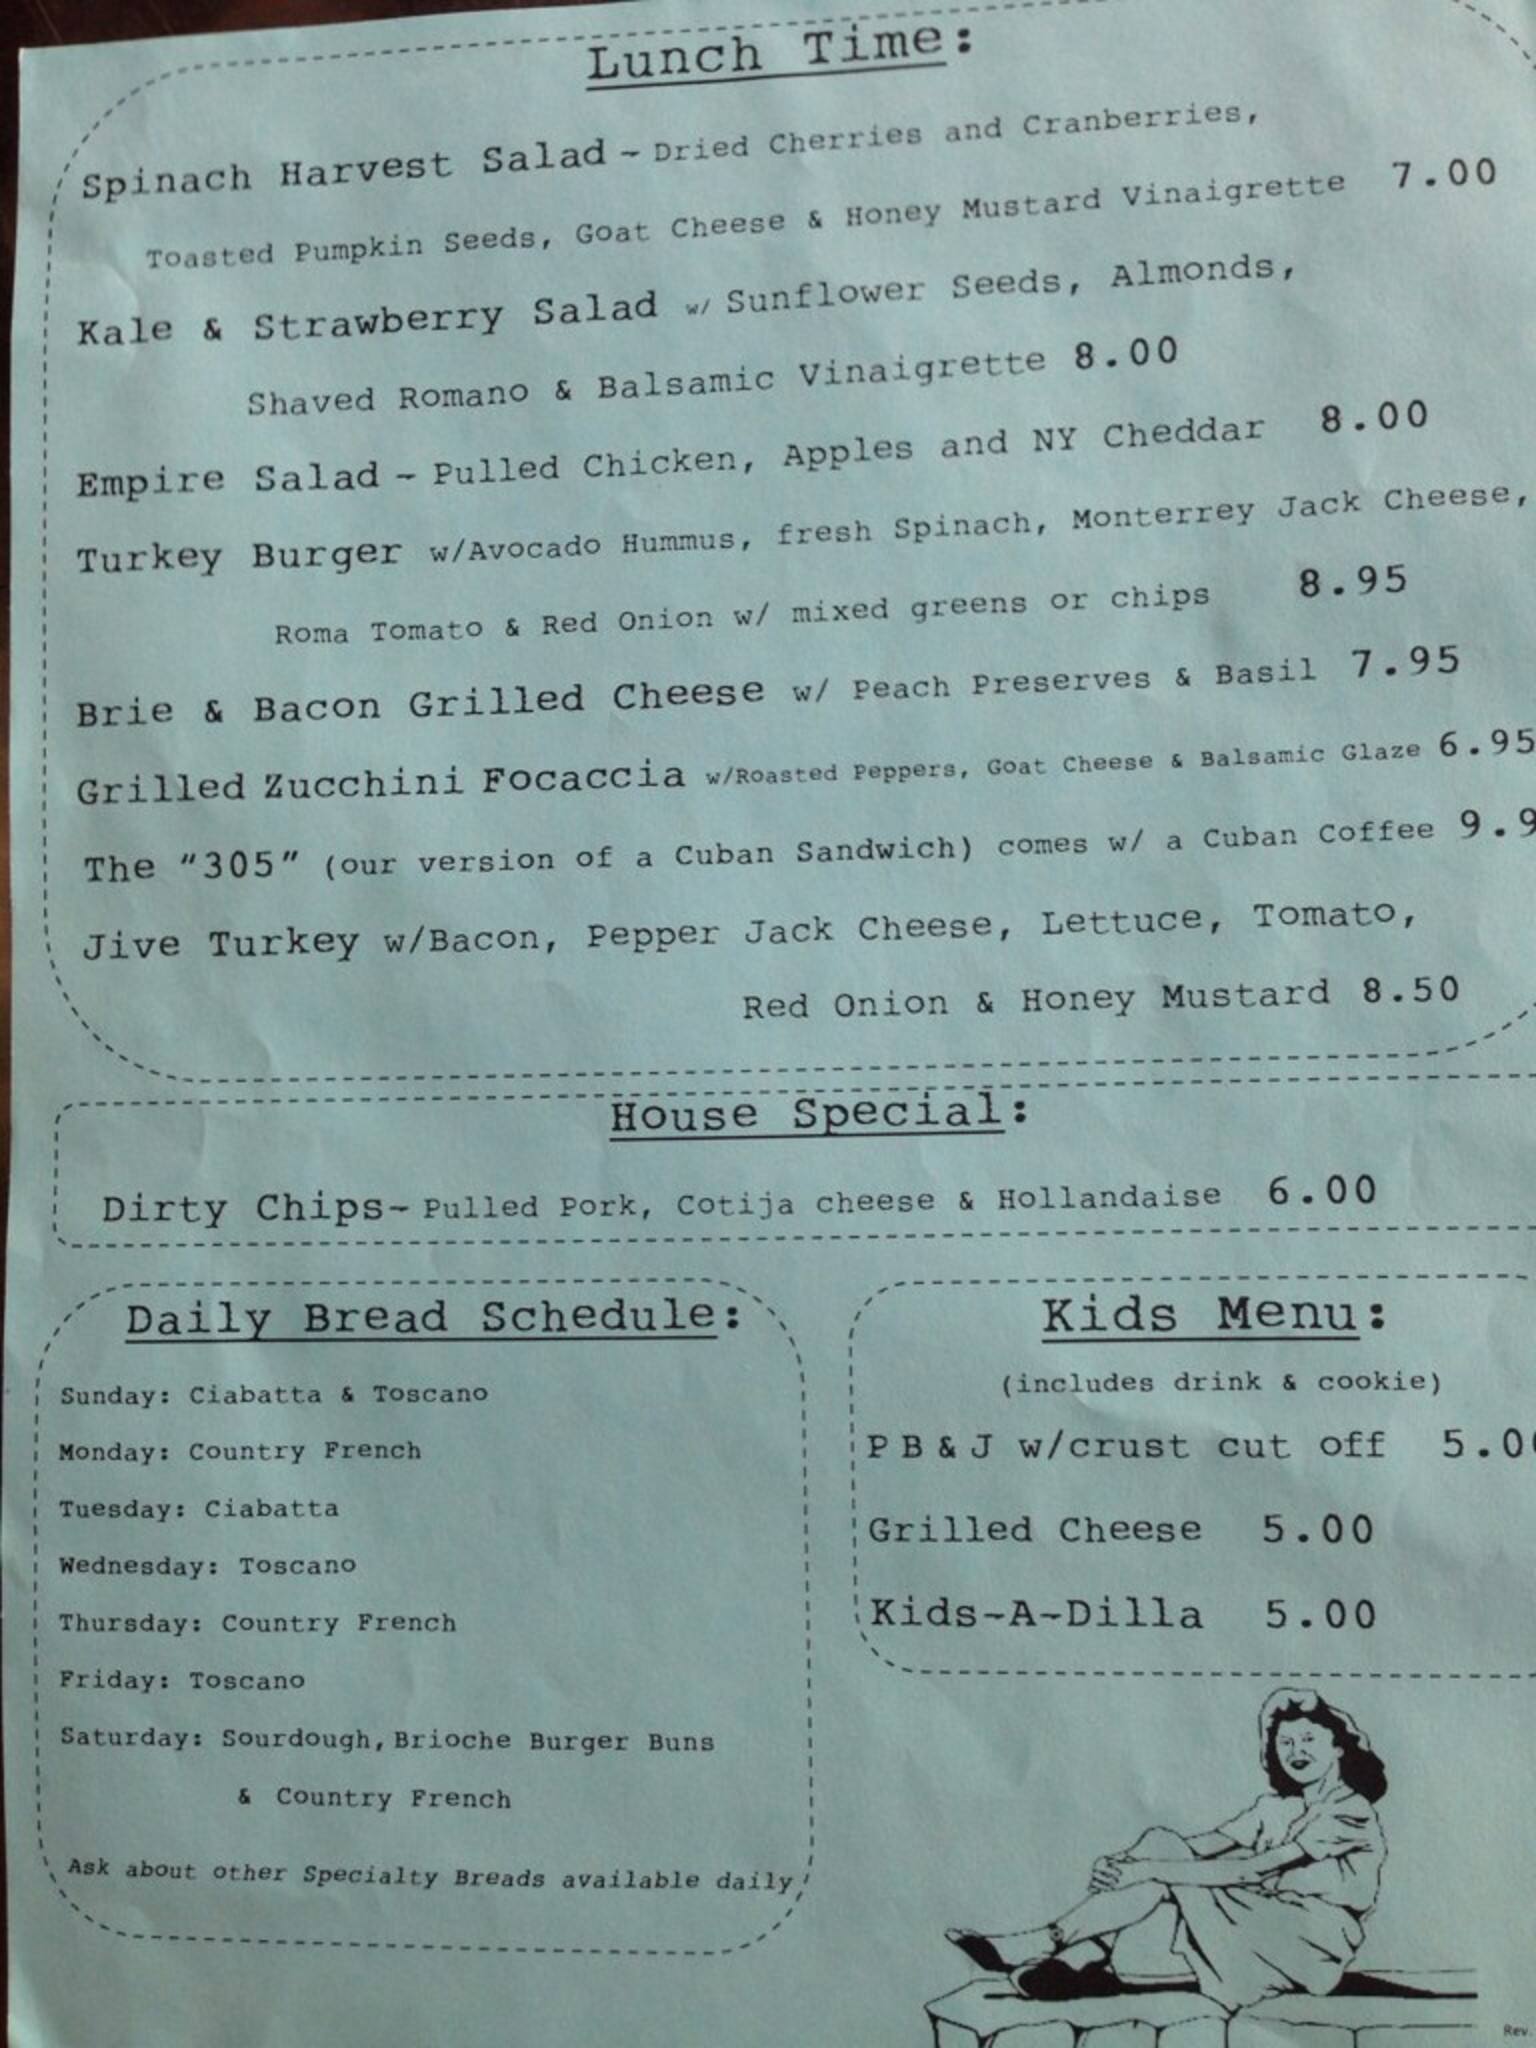 Lunch Time:
Spinach Harvest Salad - Dried Cherries and Cranberries,
Toasted Pumpkin Seeds, Goat Cheese & Honey Mustard Vinaigrette 7.00
Kale & Strawberry Salad w/ Sunflower Seeds, Almonds,
Shaved Romano & Balsamic Vinaigrette 8.00
Empire Salad - Pulled Chicken, Apples and NY Cheddar 8.00
Turkey Burger w/Avocado Hummus, fresh Spinach, Monterrey Jack Cheese,
Roma Tomato & Red Onion w/ mixed greens or chips 8.95
Brie & Bacon Grilled Cheese w/ Peach Preserves & Basil 7.95
Grilled Zucchini Focaccia w/Roasted Peppers, Goat Cheese & Balsamic Glaze 6.95
The "305" (our version of a Cuban Sandwich) comes w/ a Cuban Coffee
Jive Turkey w/Bacon, Pepper Jack Cheese, Lettuce, Tomato,
Red Onion & Honey Mustard 8.50
House Special:
Dirty Chips- Pulled Pork, Cotija cheese & Hollandaise 6.00
Daily Bread Schedule:
Sunday: Ciabatta & Toscano
Monday: Country French
Tuesday: Ciabatta
Wednesday: Toscano
Thursday: Country French
Friday: Toscano
Saturday: Sourdough, Brioche Burger Buns
& Country French
Ask about other Specialty Breads available daily
Kids Menu:
(includes drink & cookie)
PB&J w/crust cut off 5.00
Grilled Cheese 5.00
Kids-A-Dilla 5.00
Rev.